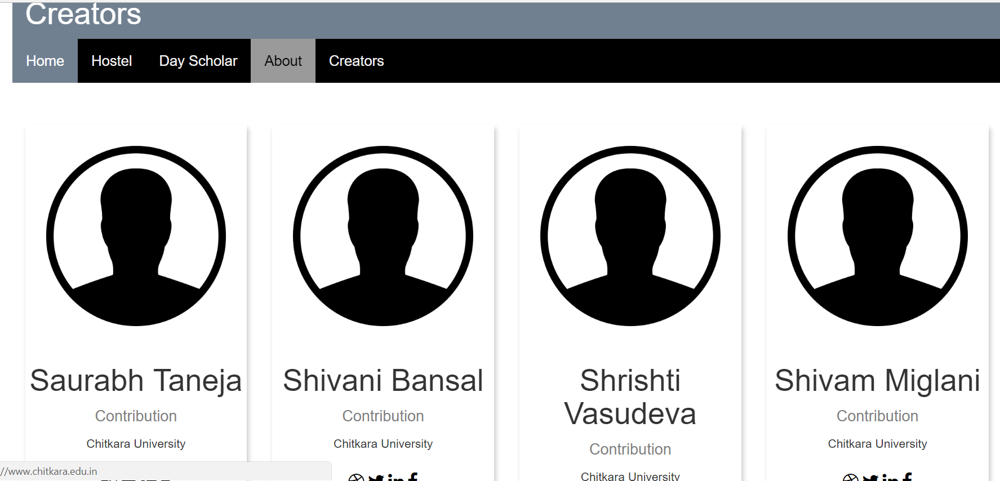 Creators
Home Hostel Day Scholar About Creators
Saurabh Taneja
Contribution
Chitkara University
Shivani Bansal
Contribution
Chitkara University
Shrishti
Vasudeva
Contribution
Chitkara University
Shivam Miglani
Contribution
Chitkara University
//www.chitkara.edu.in